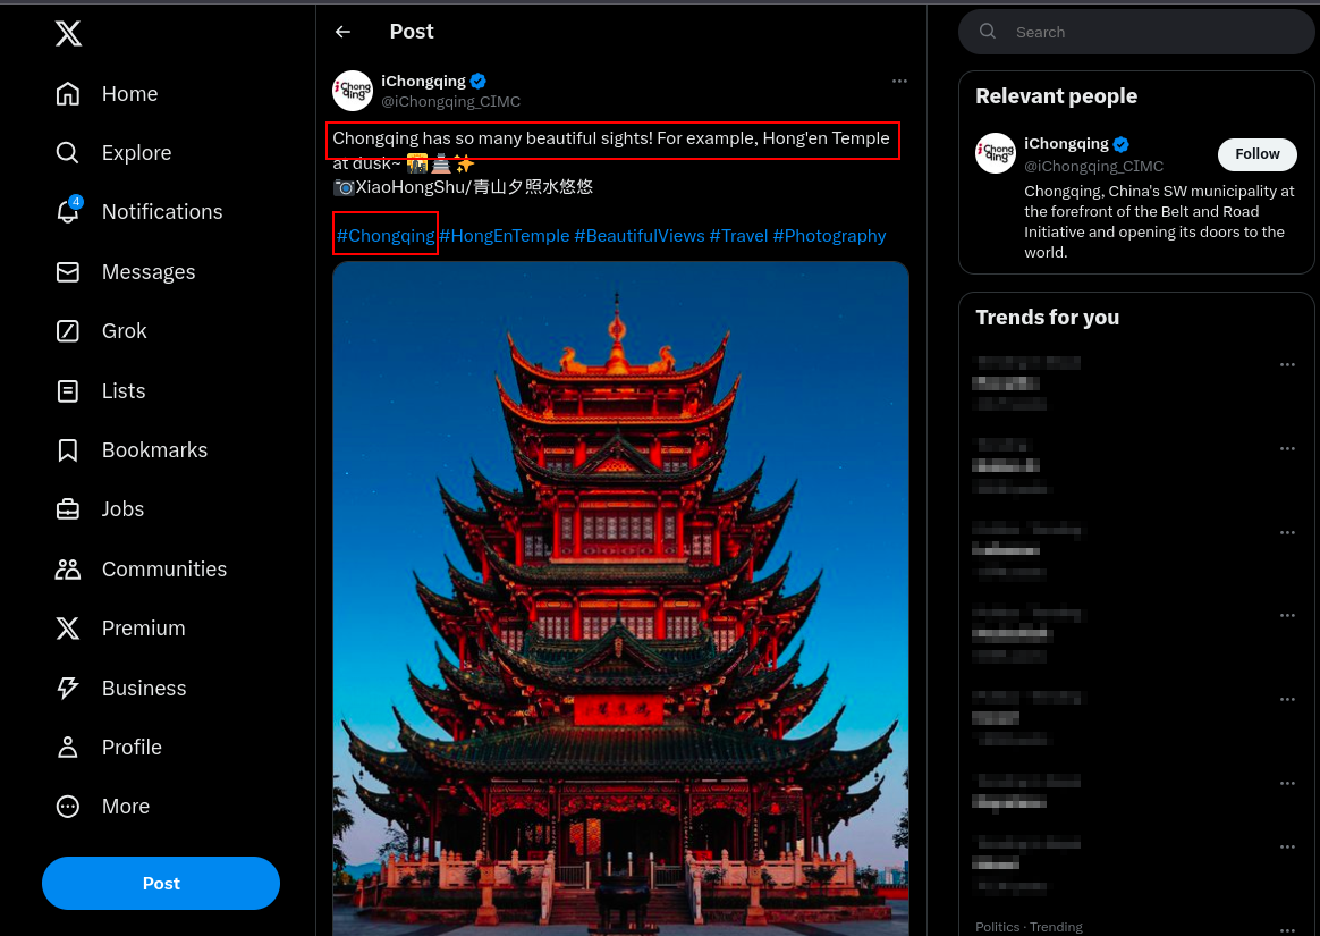 Home
Explore
4
Notifications
Messages
Grok
Lists
Bookmarks
Jobs
Communities
Premium
Business
Profile
More
Post
Post
iChongqing
iChongqing
@iChongqing_CIMC
Chongqing has so many beautiful sights! For example, Hong'en Temple
at dusk~
XiaoHongShu/青山夕照水悠悠
#Chongqing #HongEnTemple #BeautifulViews #Travel #Photography
Search
Relevant people
iChongqing
iChongqing
@iChongqing_CIMC
Follow
Chongqing, China's SW municipality at
the forefront of the Belt and Road
Initiative and opening its doors to the
world.
Trends for you
Politics · Trending